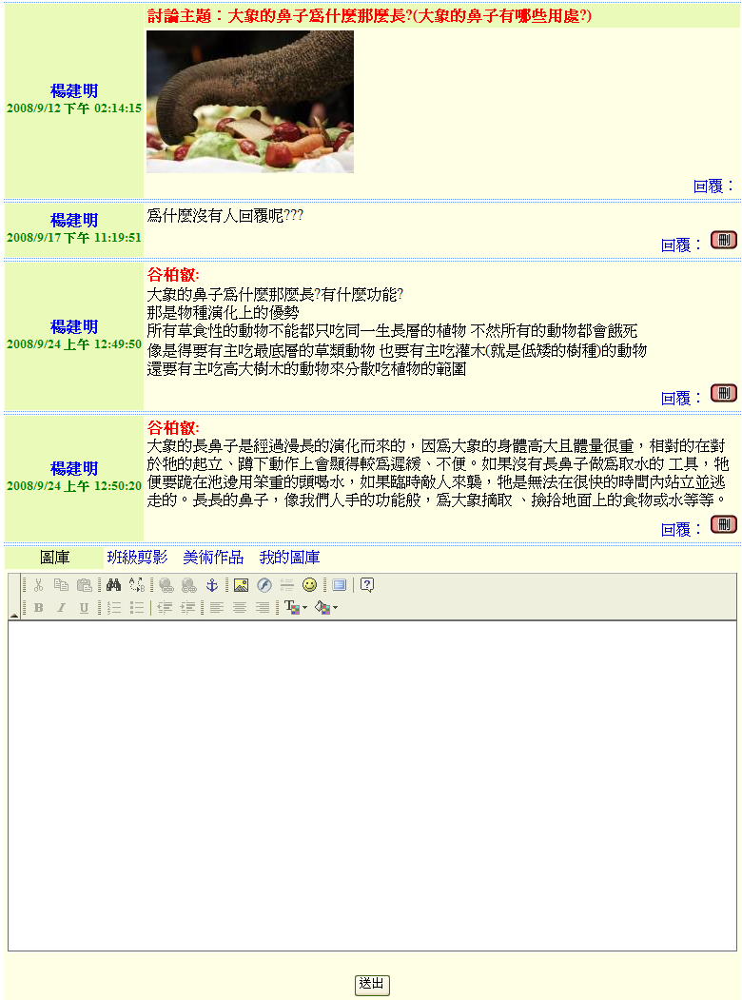 討論主題：大象的鼻子為什麼那麼長?(大象的鼻子有哪些用處?)
楊建明
2008/9/12 下午 02:14:15
回覆：
楊建明
2008/9/17 下午 11:19:51
為什麼沒有人回覆呢???
回覆： 刪
楊建明
2008/9/24 上午 12:49:50
谷柏叡:
大象的鼻子為什麼那麼長?有什麼功能?
那是物種演化上的優勢
所有草食性的動物不能都只吃同一生長層的植物 不然所有的動物都會餓死
像是得要有主吃最底層的草類動物 也要有主吃灌木(就是低矮的樹種)的動物
還要有主吃高大樹木的動物來分散吃植物的範圍
回覆： 刪
楊建明
2008/9/24 上午 12:50:20
谷柏叡:
大象的長鼻子是經過漫長的演化而來的，因為大象的身體高大且體量很重，相對的在對
於牠的起立、蹲下動作上會顯得較為遲緩、不便。如果沒有長鼻子做為取水的 工具，牠
便要跪在池邊用笨重的頭喝水，如果臨時敵人來襲，牠是無法在很快的時間內站立並逃
走的。長長的鼻子，像我們人手的功能般，為大象摘取 、撿拾地面上的食物或水等等。
回覆： 刪
圖庫 班級剪影 美術作品 我的圖庫
B I U
送出